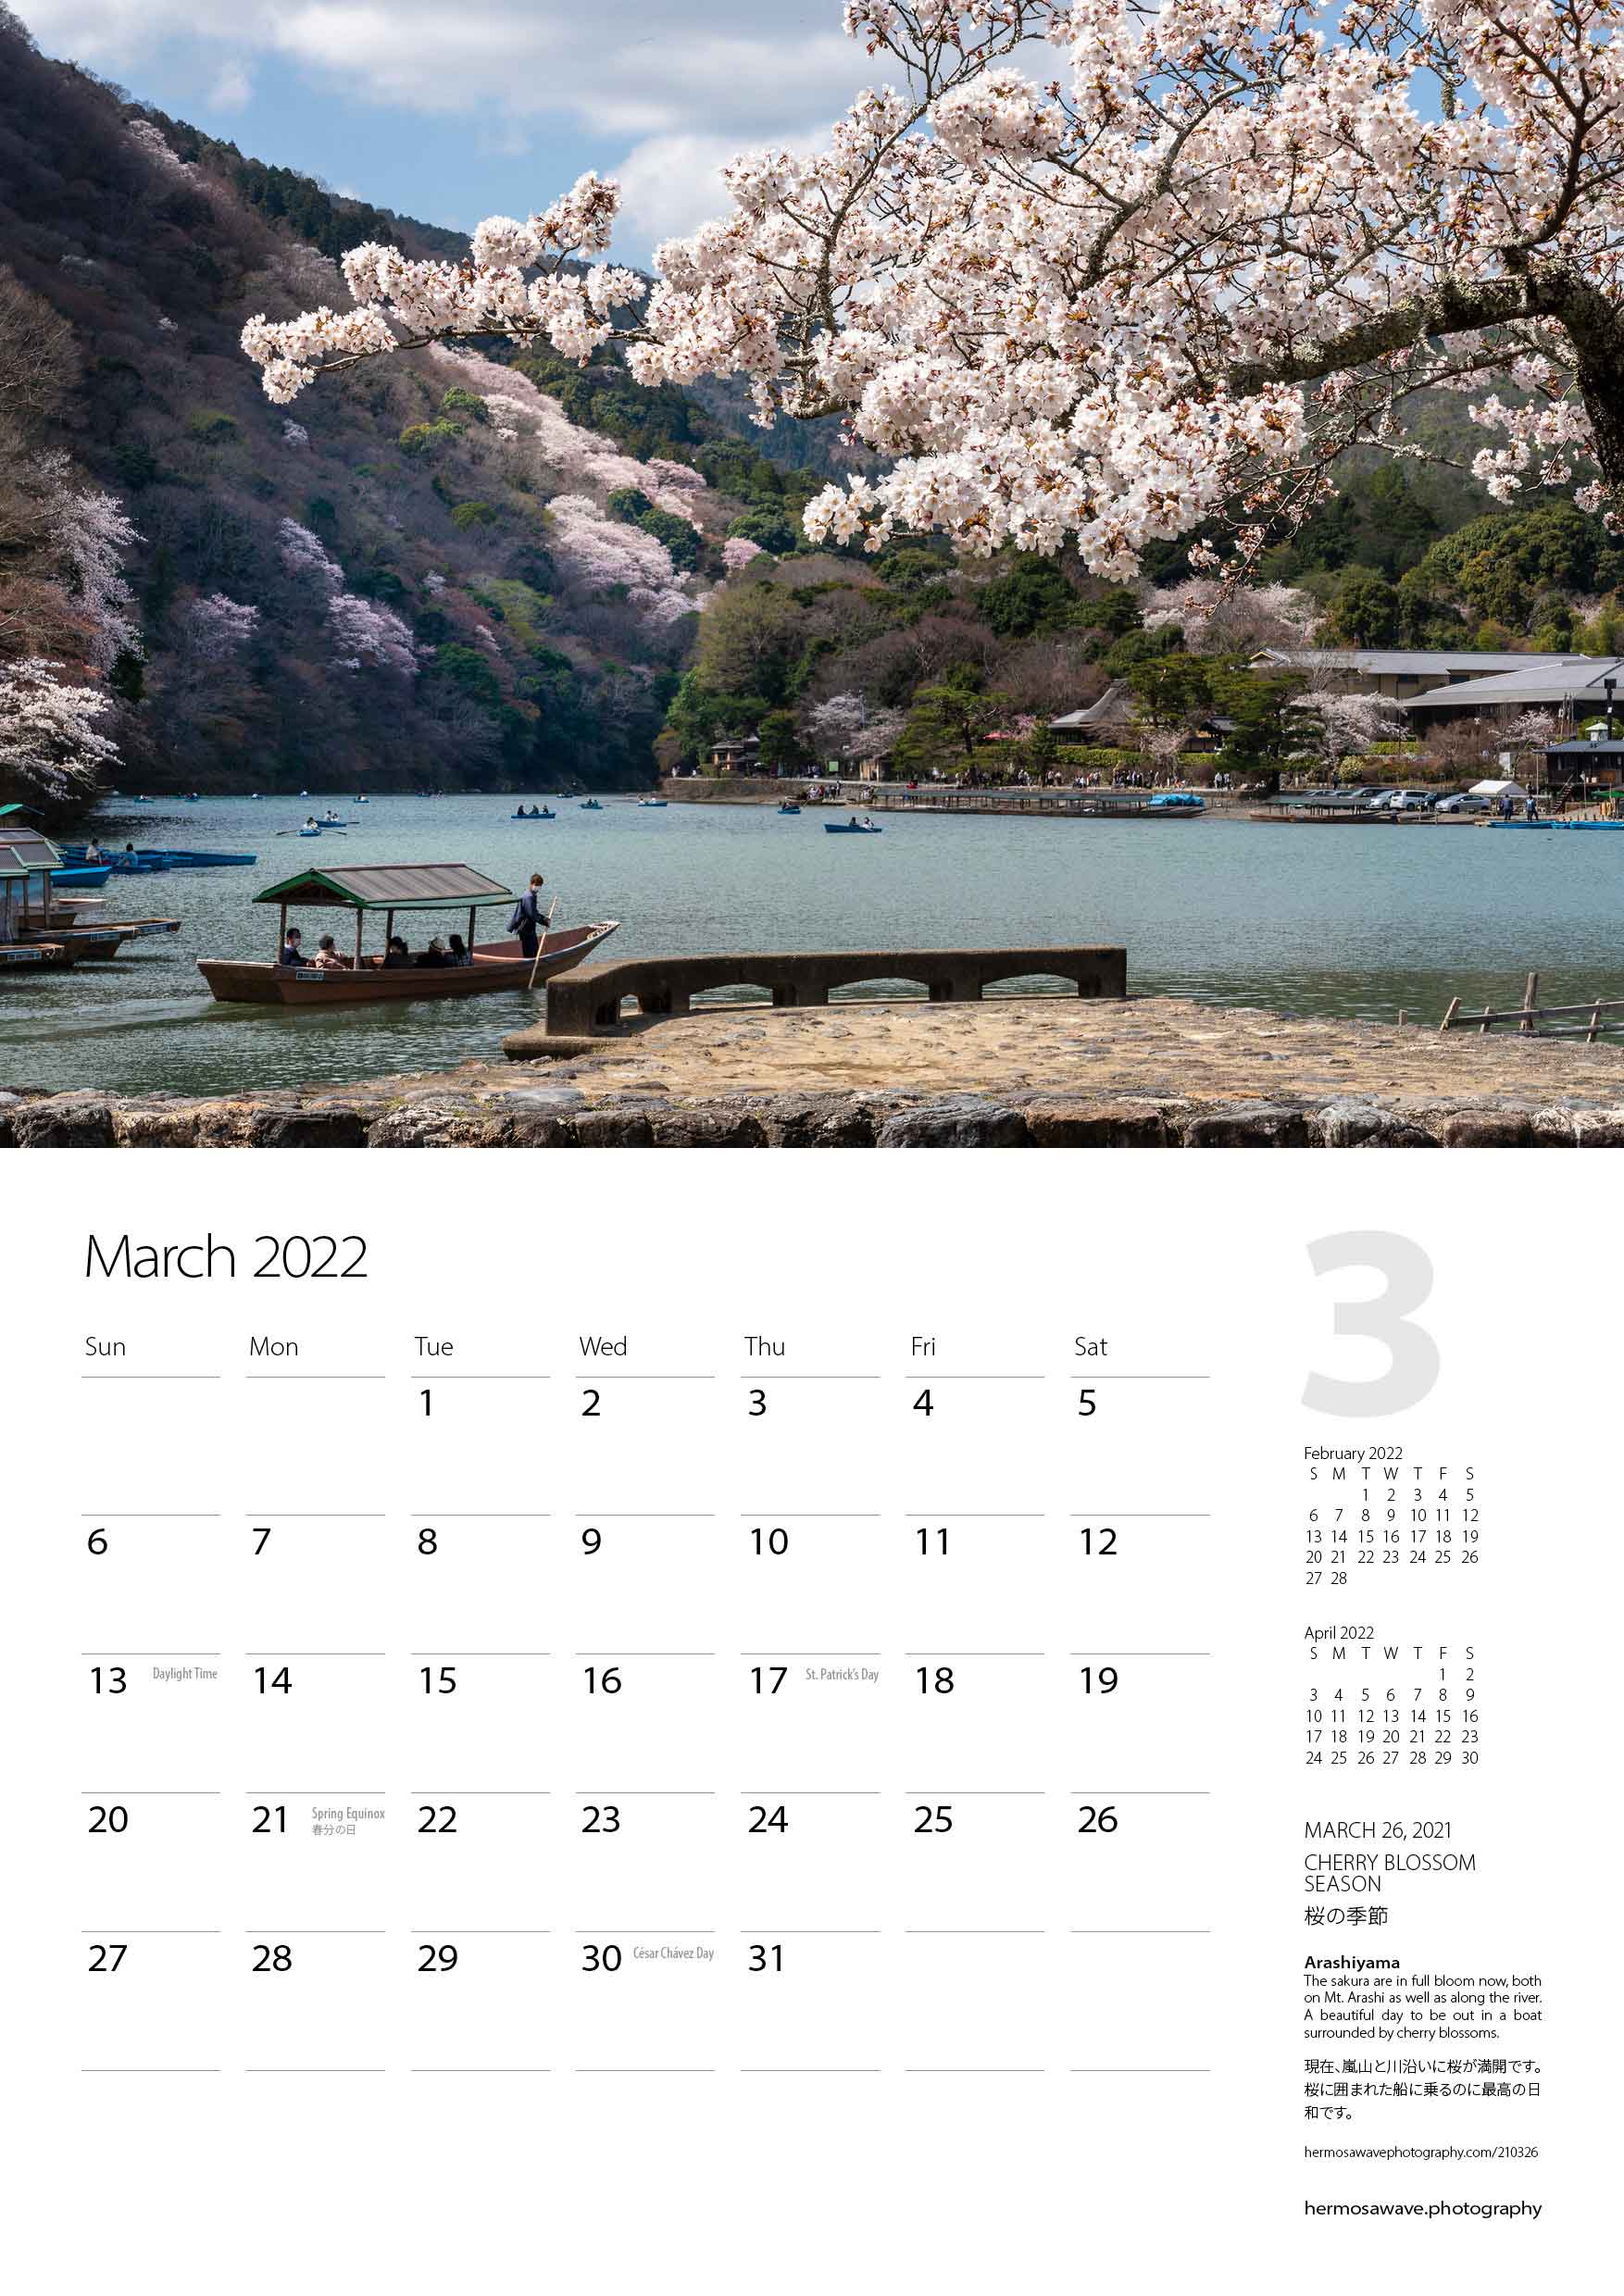 March 2022
Sun Mon Tue Wed Thu Fri Sat
1 2 3 4 5
6 7 8 9 10 11 12
13 Daylight Time 14 15 16 17 St. Patrick's Day 18 19
20 21 Spring Equinox 22 23 24 25 26
春分の日
27 28 29 30 César Chávez Day 31
3
February 2022
S M T W T F S
1 2 3 4 5
6 7 8 9 10 11 12
13 14 15 16 17 18 19
20 21 22 23 24 25 26
27 28
April 2022
S M T W T F S
1 2
3 4 5 6 7 8 9
10 11 12 13 14 15 16
17 18 19 20 21 22 23
24 25 26 27 28 29 30
MARCH 26, 2021
CHERRY BLOSSOM
SEASON
桜の季節
Arashiyama
The sakura are in full bloom now, both
on Mt. Arashi as well as along the river.
A beautiful day to be out in a boat
surrounded by cherry blossoms.
現在、嵐山と川沿いに桜が満開です。
桜に囲まれた船に乗るのに最高の日
和です。
hermosawavephotography.com/210326
hermosawave.photography